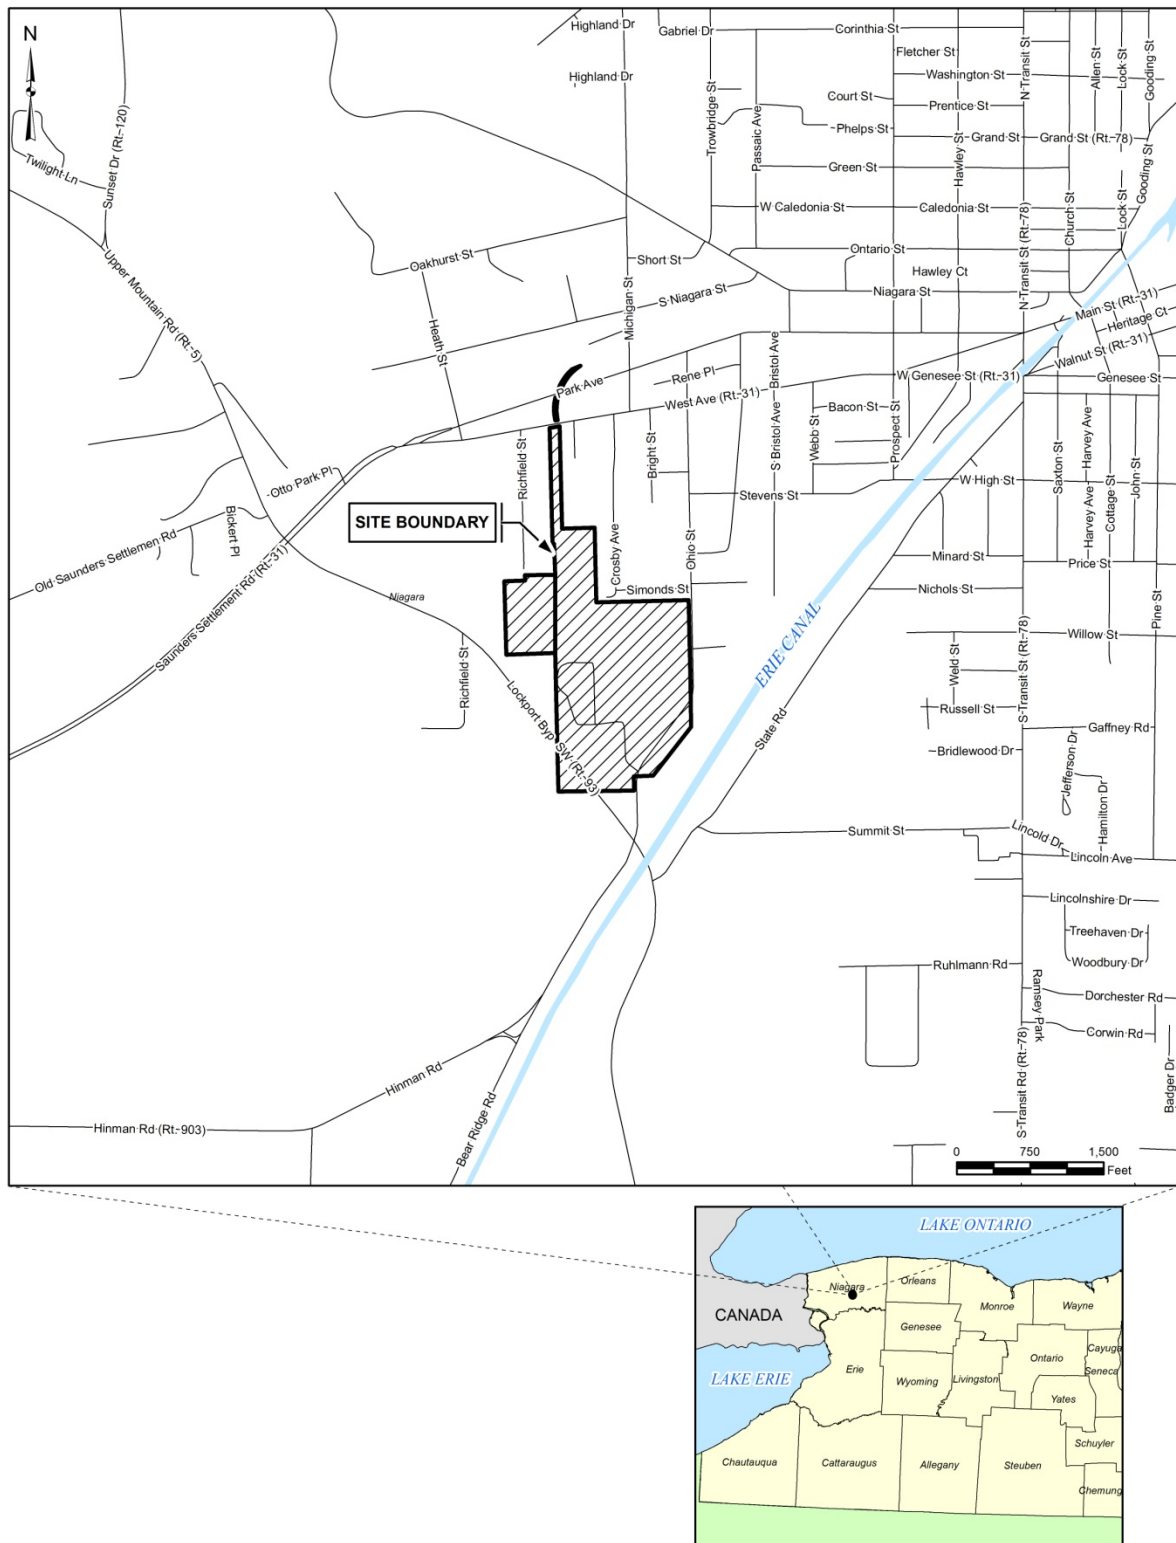 N
Highland Dr
Gabriel Dr
Corinthia St
Fletcher St
Highland Dr
Washington St
Court St
Prentice St
Phelps St
Grand St
Grand St (Rt-78)
Green St
W Caledonia St
Caledonia St
Ontario St
Hawley Ct
Niagara St
Twilight Ln
Sunset Dr (Rt-120)
Trowbridge St
Passaic Ave
Hawley St
N Transit St
Allen St
Lock St
Gooding St
Gooding St
Lock St
Church St
N Transit St (Rt-78)
N Transit St (Rt-78)
Upper Mountain Rd (Rt-5)
Oakhurst St
Short St
S Niagara St
Michigan St
Heath St
Park Ave
Rene Pl
West Ave (Rt-31)
Bristol Ave
S Bristol Ave
Main St (Rt-31)
Heritage Ct
Walnut St (Rt-31)
W Genesee St (Rt-31)
Genesee St
Bacon St
Webb St
Prospect St
Saxton St
Harvey Ave
Harvey Ave
Cottage St
John St
Pine St
Otto Park Pl
Bickert Pl
Old Saunders Settlemen Rd
Saunders Settlement Rd (Rt-31)
Richfield St
Bright St
Crosby Ave
Ohio St
Stevens St
W High St
SITE BOUNDARY
Minard St
Price St
Simonds St
Nichols St
Niagara
ERIE CANAL
Willow St
Weld St
Richfield St
Lockport Byp SW (Rt-93)
State Rd
Russell St
S Transit St (Rt-78)
Gaffney Rd
Bridlewood Dr
Jefferson Dr
Hamilton Dr
Summit St
Lincold Dr
Lincoln Ave
Lincolnshire Dr
Treehaven Dr
Ruhlmann Rd
Woodbury Dr
Ramsey Park
Dorchester Rd
Corwin Rd
S Transit Rd (Rt-78)
Badger Dr
Hinman Rd
Hinman Rd (Rt-903)
Bear Ridge Rd
0 750 1,500
Feet
LAKE ONTARIO
Niagara
Orleans
Monroe
Wayne
CANADA
Genesee
Ontario
Cayuga
Seneca
LAKE ERIE
Erie
Wyoming
Livingston
Yates
Schuyler
Chautauqua
Cattaraugus
Allegany
Steuben
Chemung